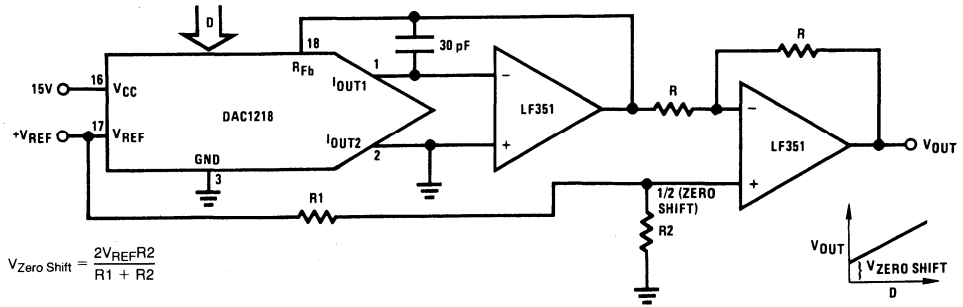 D
18
30 pF
R
RFb
IOUT1
1
16
15V
VCC
−
LF351
R
−
DAC1218
+VREF
17
VREF
LF351
VOUT
IOUT2
2
+
GND
3
+
R1
1/2 (ZERO
SHIFT)
R2
VOUT
VZERO SHIFT
D
VZero Shift = 2VREFR2
R1 + R2